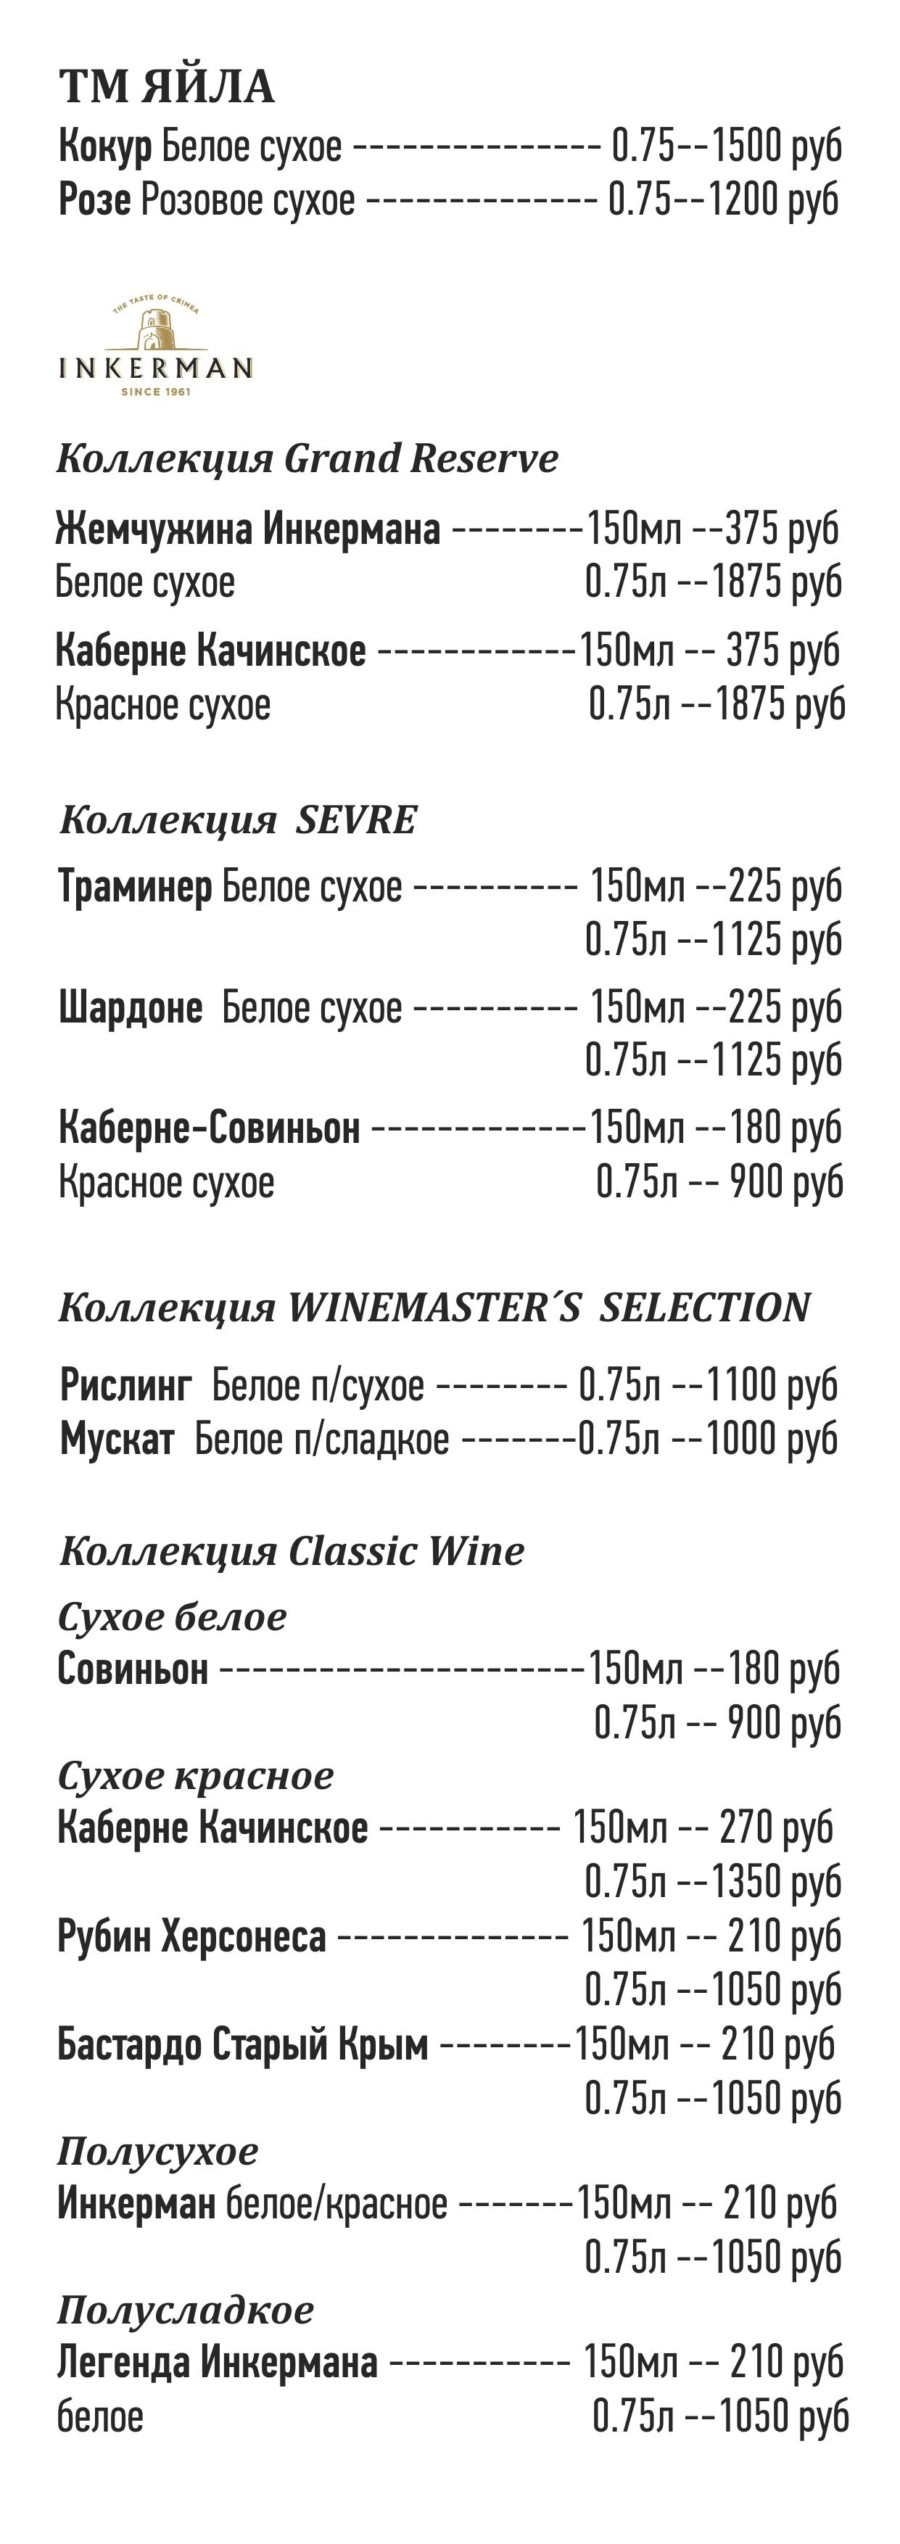 ТМ ЯЙЛА
Кокур Белое сухое --------------- 0.75--1500 руб
Розе Розовое сухое -------------- 0.75--1200 руб
THE TASTE OF CRIMEA
INKERMAN
SINCE 1961
Коллекция Grand Reserve
Жемчужина Инкермана --------150мл --375 руб
Белое сухое 0.75л --1875 руб
Каберне Качинское ------------150мл -- 375 руб
Красное сухое 0.75л --1875 руб
Коллекция SEVRE
Траминер Белое сухое ---------- 150мл --225 руб
0.75л --1125 руб
Шардоне Белое сухое ---------- 150мл --225 руб
0.75л --1125 руб
Каберне-Совиньон -------------150мл --180 руб
Красное сухое 0.75л -- 900 руб
Коллекция WINEMASTER´S SELECTION
Рислинг Белое п/сухое -------- 0.75л --1100 руб
Мускат Белое п/сладкое -------0.75л --1000 руб
Коллекция Classic Wine
Сухое белое
Совиньон ----------------------150мл --180 руб
0.75л -- 900 руб
Сухое красное
Каберне Качинское ----------- 150мл -- 270 руб
0.75л --1350 руб
Рубин Херсонеса -------------- 150мл -- 210 руб
0.75л --1050 руб
Бастардо Старый Крым --------150мл -- 210 руб
0.75л --1050 руб
Полусухое
Инкерман белое/красное -------150мл -- 210 руб
0.75л --1050 руб
Полусладкое
Легенда Инкермана ----------- 150мл -- 210 руб
белое 0.75л --1050 руб